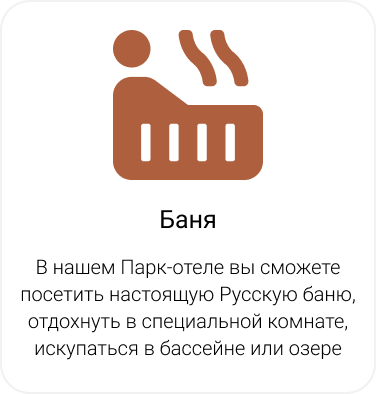 Баня
В нашем Парк-отеле вы сможете
посетить настоящую Русскую баню,
отдохнуть в специальной комнате,
искупаться в бассейне или озере